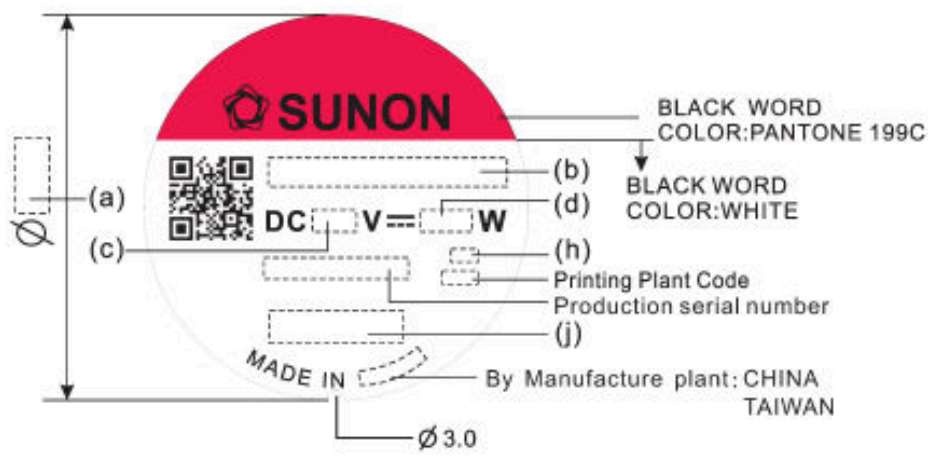 SUNON
BLACK WORD
COLOR:PANTONE 199C
(a)
(b)
BLACK WORD
COLOR:WHITE
DC V⎓ W
(d)
Ø
(c)
(h)
Printing Plant Code
Production serial number
(j)
MADE IN
By Manufacture plant: CHINA
TAIWAN
Ø 3.0